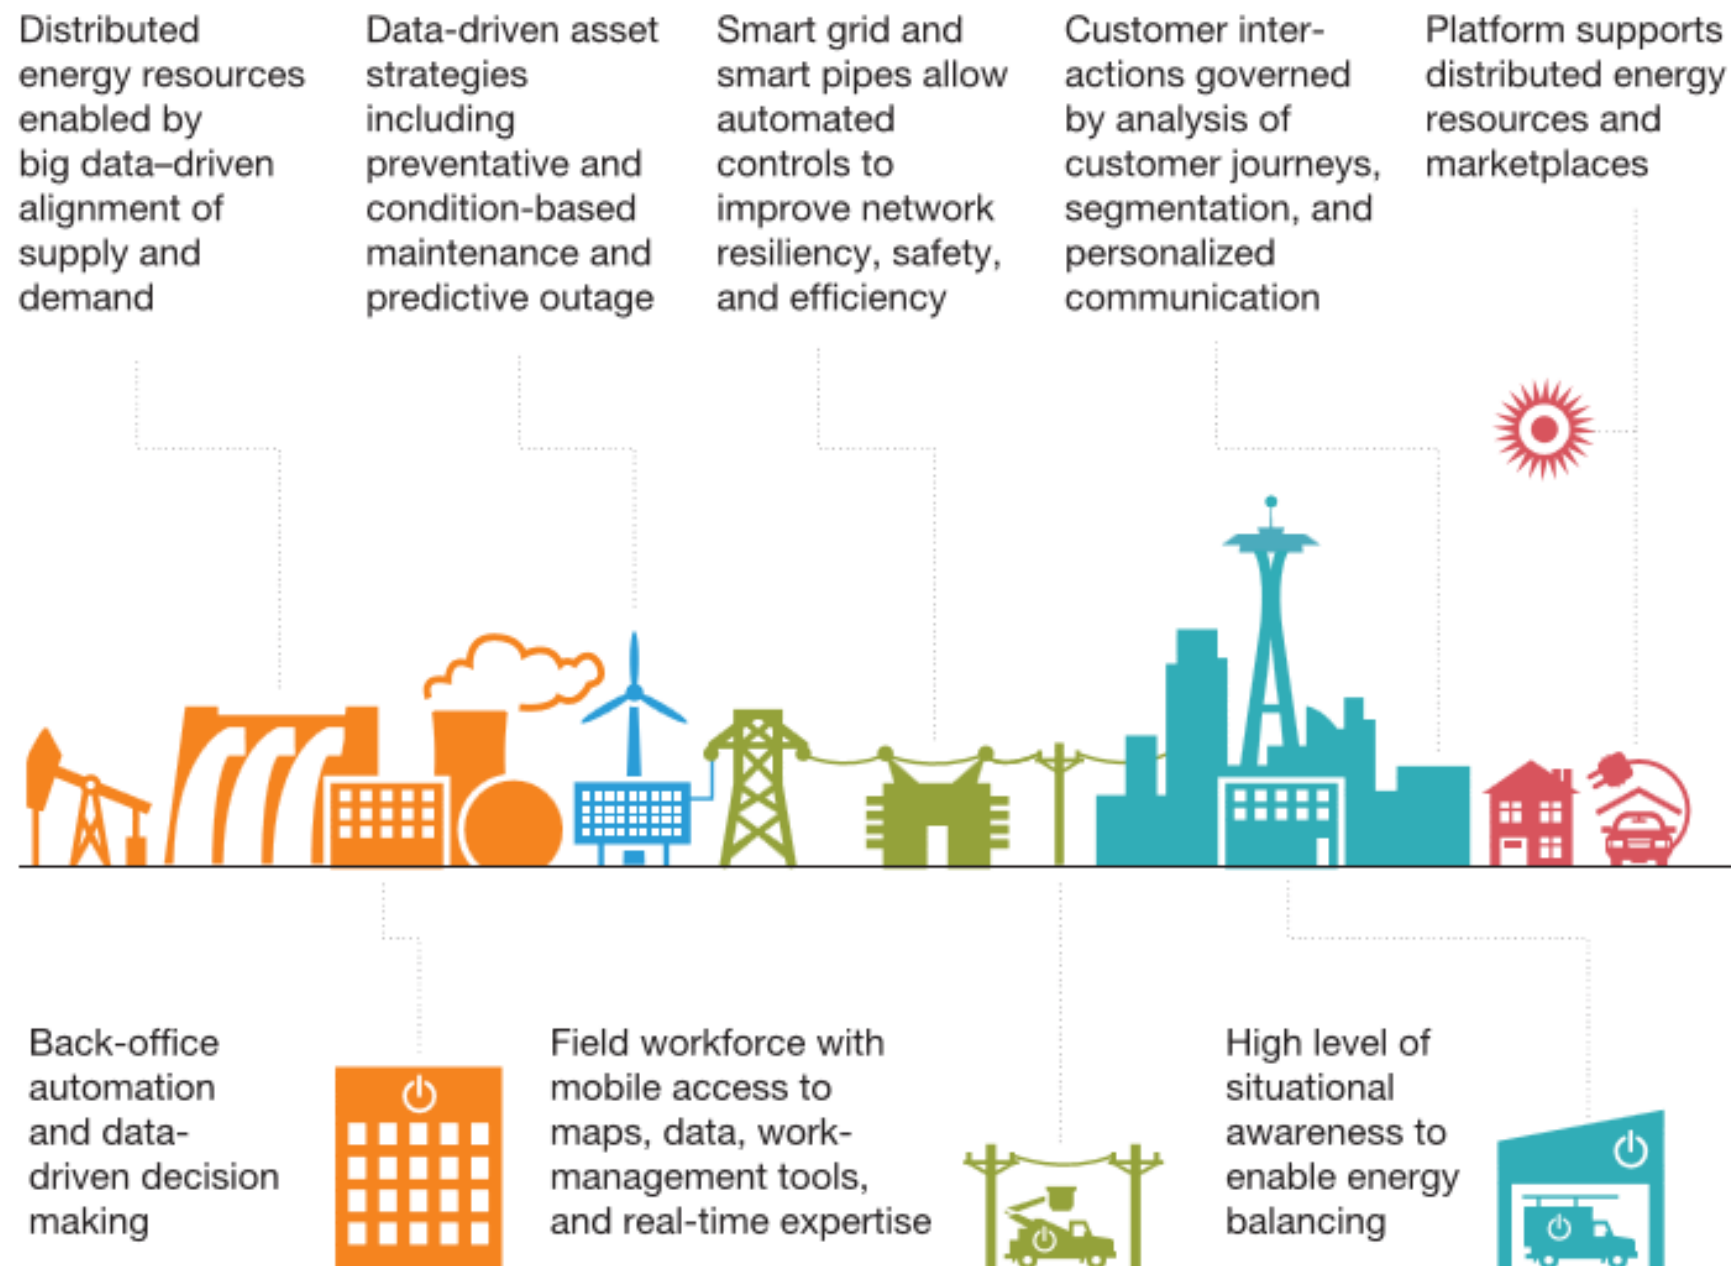 Distributed
energy resources
enabled by
big data–driven
alignment of
supply and
demand
Data-driven asset
strategies
including
preventative and
condition-based
maintenance and
predictive outage
Smart grid and
smart pipes allow
automated
controls to
improve network
resiliency, safety,
and efficiency
Customer inter-
actions governed
by analysis of
customer journeys,
segmentation, and
personalized
communication
Platform supports
distributed energy
resources and
marketplaces
Back-office
automation
and data-
driven decision
making
Field workforce with
mobile access to
maps, data, work-
management tools,
and real-time expertise
High level of
situational
awareness to
enable energy
balancing